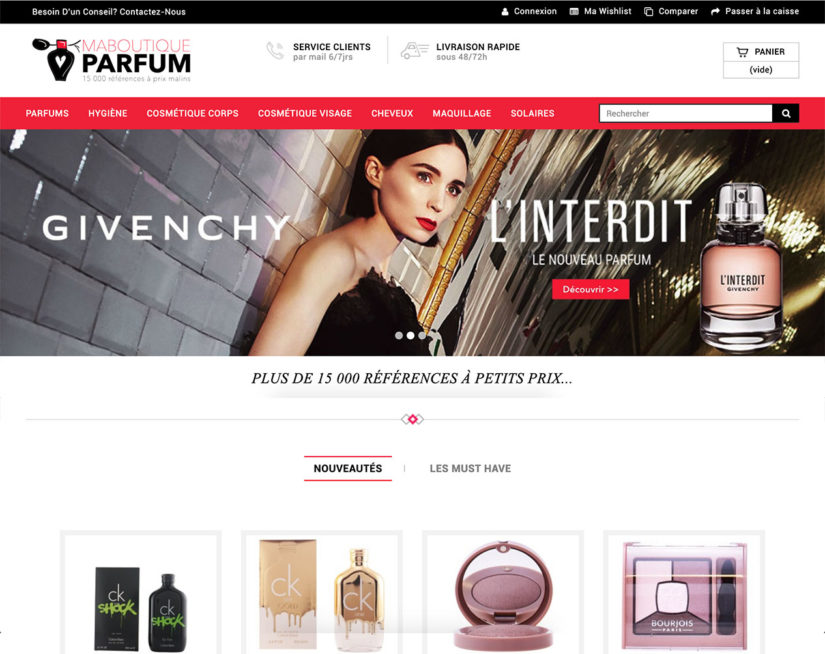 Besoin D'un Conseil? Contactez-Nous
Connexion
Ma Wishlist
Comparer
Passer à la caisse
MABOUTIQUE
PARFUM
15 000 références à prix malins
SERVICE CLIENTS
par mail 6/7jrs
LIVRAISON RAPIDE
sous 48/72h
PANIER
(vide)
PARFUMS
HYGIÈNE
COSMÉTIQUE CORPS
COSMÉTIQUE VISAGE
CHEVEUX
MAQUILLAGE
SOLAIRES
Rechercher
GIVENCHY
L'INTERDIT
LE NOUVEAU PARFUM
Découvrir >>
L'INTERDIT
GIVENCHY
PLUS DE 15 000 RÉFÉRENCES À PETITS PRIX...
NOUVEAUTÉS
LES MUST HAVE
ck
SHOCK
ck
SHOCK
ck
GOLD
ck
BOURJOIS
PARIS